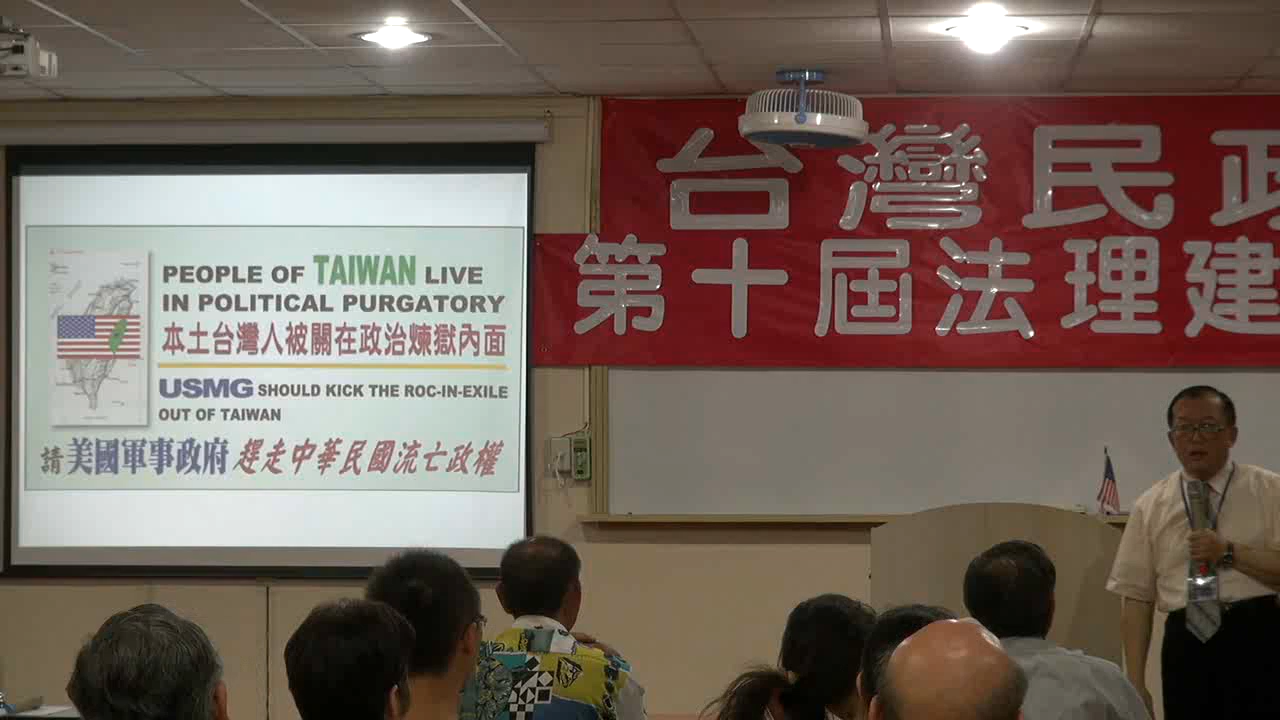 PEOPLE OF TAIWAN LIVE
IN POLITICAL PURGATORY
本土台灣人被關在政治煉獄內面
USMG SHOULD KICK THE ROC-IN-EXILE
OUT OF TAIWAN
請美國軍事政府 趕走中華民國流亡政權
台灣民政
第十屆法理建